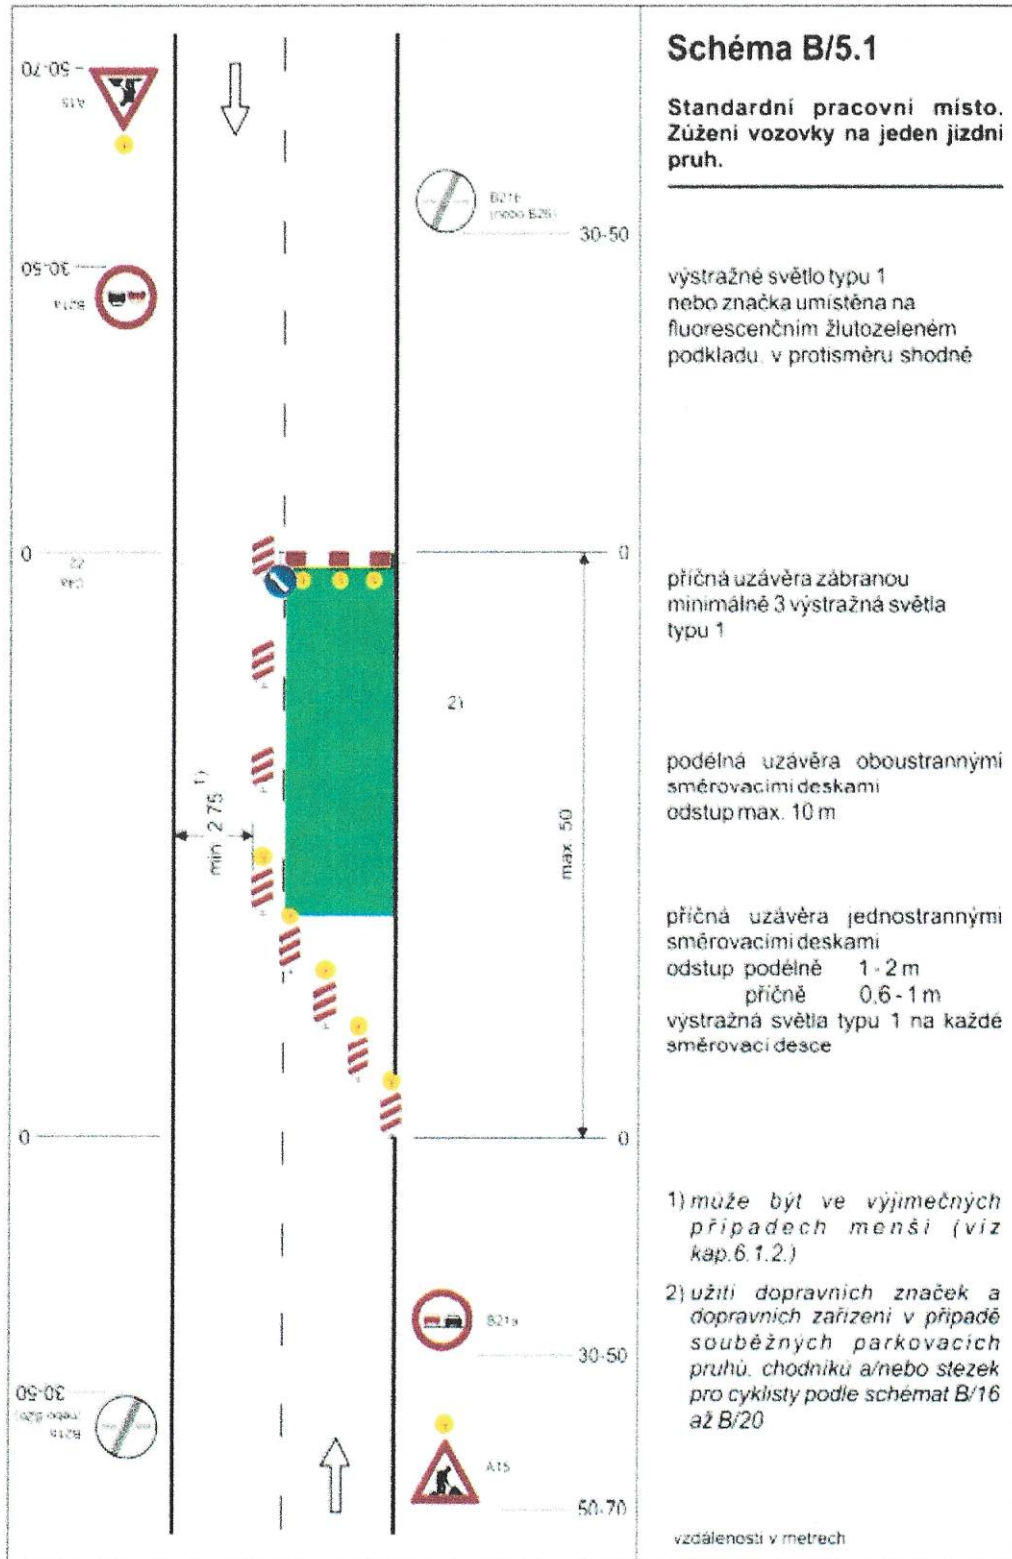 Schéma B/5.1
Standardní pracovní místo.
Zúžení vozovky na jeden jízdní
pruh.
50-70
A15
B21b
(nebo B26)
30-50
30-50
B21a
výstražné světlo typu 1
nebo značka umístěna na
fluorescenčním žlutozeleném
podkladu. v protisměru shodně
0
Z2
C4a
0
příčná uzávěra zábranou
minimálně 3 výstražná světla
typu 1
2)
podélná uzávěra oboustrannými
směrovacími deskami
odstup max. 10 m
min. 2.75 1)
max. 50
příčná uzávěra jednostrannými
směrovacími deskami
odstup podélně 1 - 2 m
příčně 0,6 - 1 m
výstražná světla typu 1 na každé
směrovací desce
0
0
1) může být ve výjimečných
případech menší (viz
kap.6.1.2.)
2) užití dopravních značek a
dopravních zařízení v případě
souběžných parkovacích
pruhů. chodníků a/nebo stezek
pro cyklisty podle schémat B/16
až B/20
B21a
30-50
30-50
(nebo B26)
B21b
A15
50-70
vzdálenosti v metrech